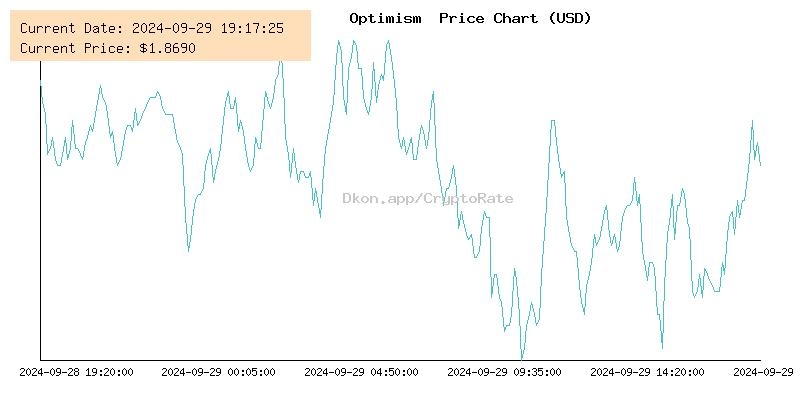 Optimism  Price Chart (USD)
Current Date: 2024-09-29 19:17:25
Current Price: $1.8690
Dkon.app/CryptoRate
2024-09-28 19:20:00 2024-09-29 00:05:00 2024-09-29 04:50:00 2024-09-29 09:35:00 2024-09-29 14:20:00 2024-09-29